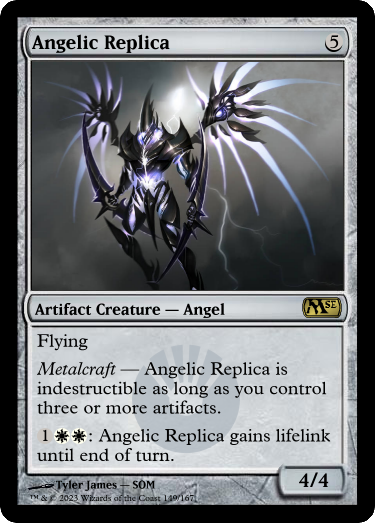 Angelic Replica 5
Artifact Creature — Angel MSE
Flying
Metalcraft — Angelic Replica is
indestructible as long as you control
three or more artifacts.
1: Angelic Replica gains lifelink
until end of turn.
4/4
Tyler James — SOM
™ & © 2023 Wizards of the Coast 149/167